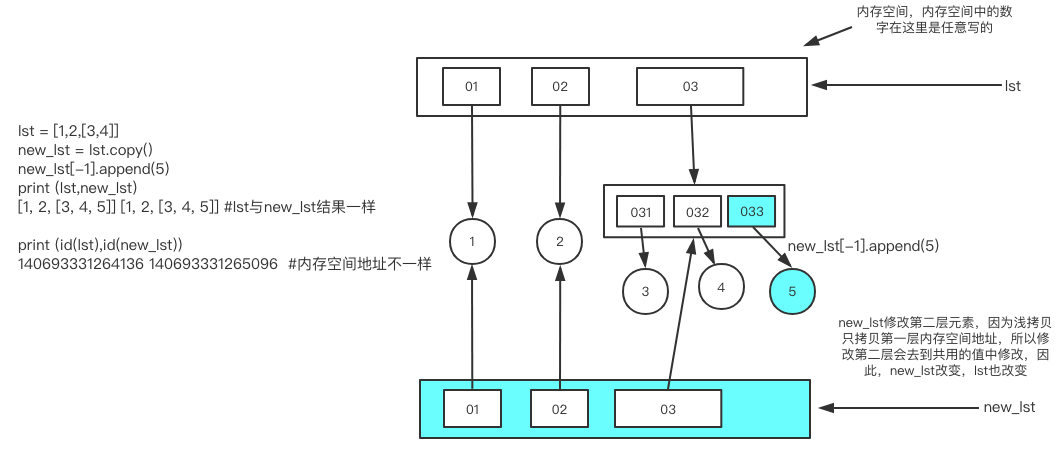 内存空间，内存空间中的数
字在这里是任意写的
01
02
03
lst
lst = [1,2,[3,4]]
new_lst = lst.copy()
new_lst[-1].append(5)
print (lst,new_lst)
[1, 2, [3, 4, 5]] [1, 2, [3, 4, 5]] #lst与new_lst结果一样
print (id(lst),id(new_lst))
140693331264136 140693331265096 #内存空间地址不一样
031
032
033
1
2
new_lst[-1].append(5)
3
4
5
new_lst修改第二层元素，因为浅拷贝
只拷贝第一层内存空间地址，所以修
改第二层会去到共用的值中修改，因
此，new_lst改变，lst也改变
01
02
03
new_lst